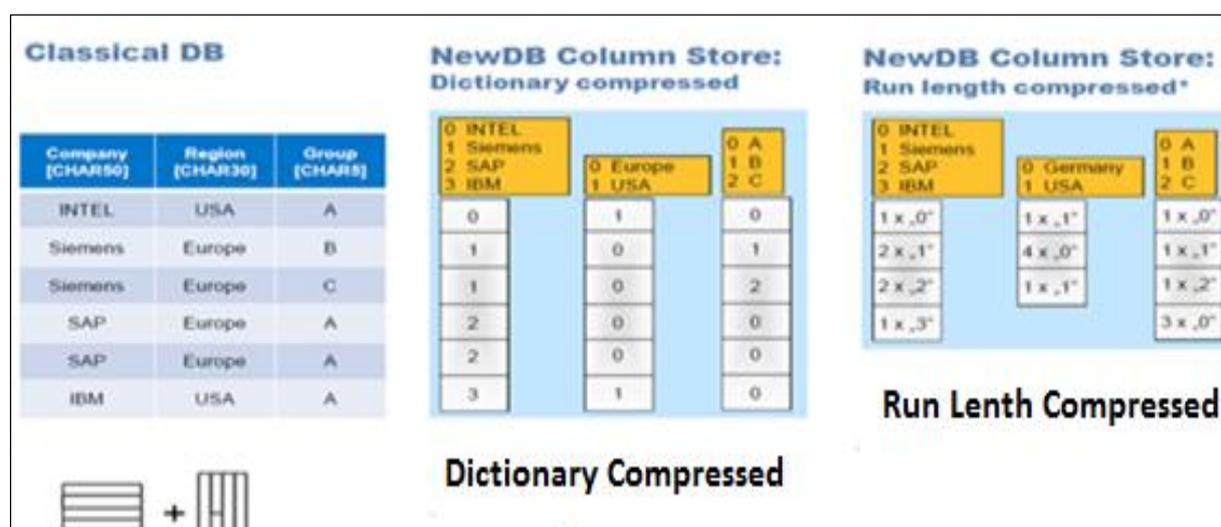 Classical DB
Company [CHAR50] Region [CHAR30] Group [CHAR5]
INTEL USA A
Siemens Europe B
Siemens Europe C
SAP Europe A
SAP Europe A
IBM USA A
+
NewDB Column Store:
Dictionary compressed
0 INTEL
1 Siemens
2 SAP
3 IBM
0 Europe
1 USA
0 A
1 B
2 C
0 1 0
1 0 1
1 0 2
2 0 0
2 0 0
3 1 0
Dictionary Compressed
NewDB Column Store:
Run length compressed*
0 INTEL
1 Siemens
2 SAP
3 IBM
0 Germany
1 USA
0 A
1 B
2 C
1 x „0“ 1 x „1“ 1 x „0“
2 x „1“ 4 x „0“ 1 x „1“
2 x „2“ 1 x „1“ 1 x „2“
1 x „3“ 3 x „0“
Run Lenth Compressed